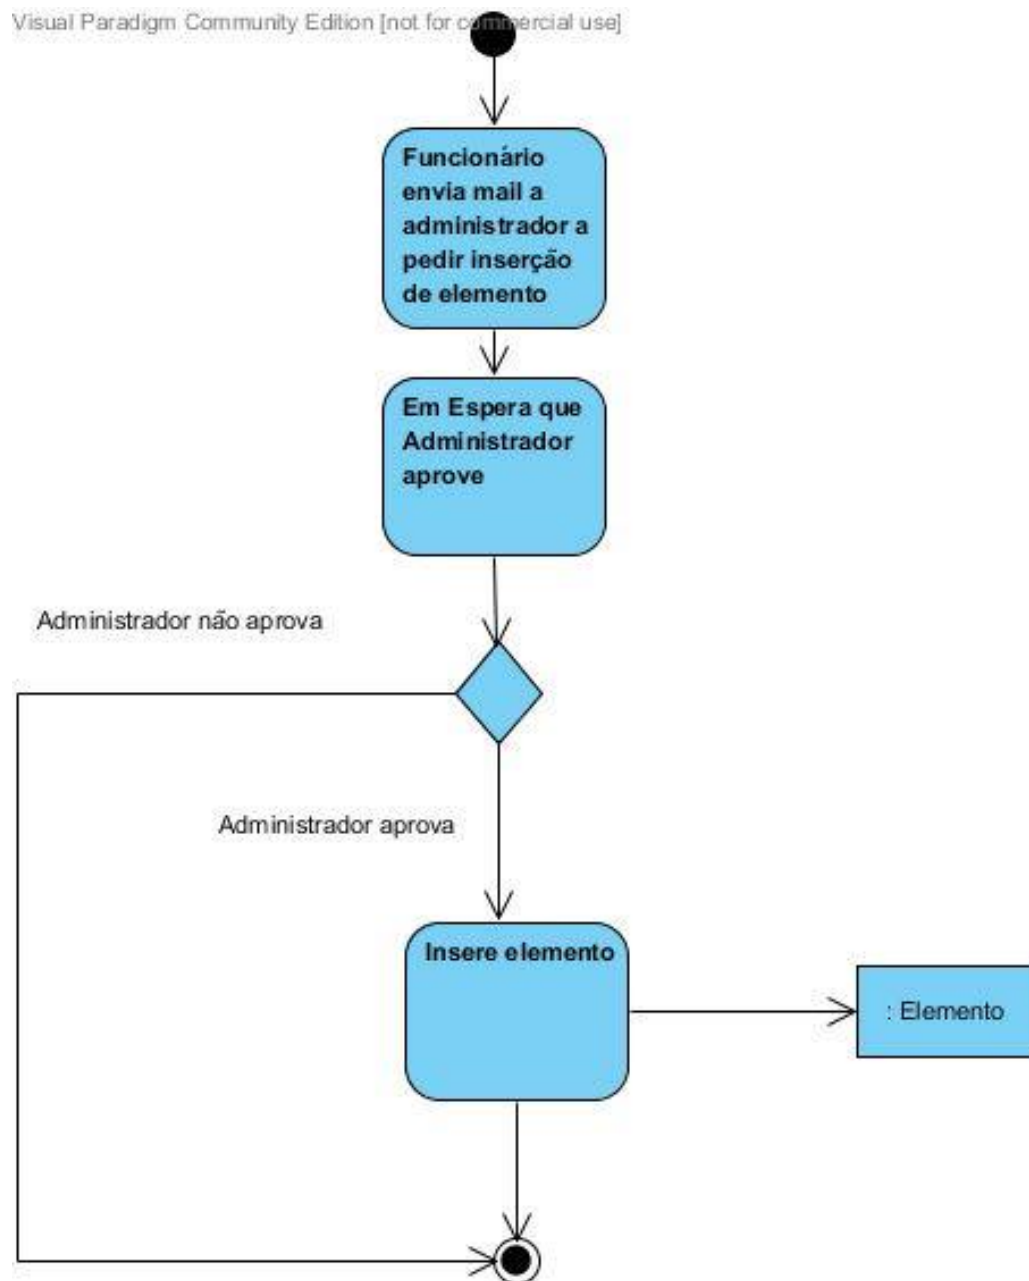 Visual Paradigm Community Edition [not for commercial use]
Funcionário
envia mail a
administrador a
pedir inserção
de elemento
Em Espera que
Administrador
aprove
Administrador não aprova
Administrador aprova
Insere elemento
: Elemento